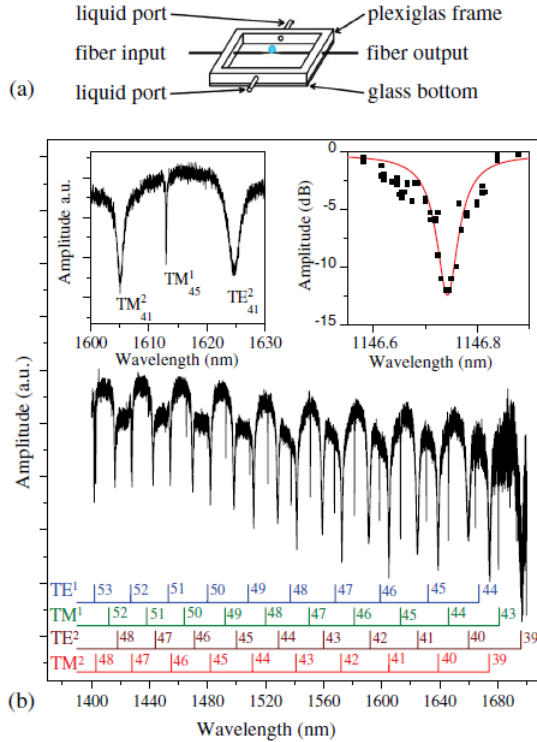 liquid port
plexiglas frame
fiber input
fiber output
liquid port
glass bottom
(a)
Amplitude a.u.
TM²₄₁
TM¹₄₅
TE²₄₁
1600 1610 1620 1630
Wavelength (nm)
Amplitude (dB)
0
-5
-10
-15
1146.6 1146.8
Wavelength (nm)
Amplitude (a.u.)
TE¹ 53 52 51 50 49 48 47 46 45 44
TM¹ 52 51 50 49 48 47 46 45 44 43
TE² 48 47 46 45 44 43 42 41 40 39
TM² 48 47 46 45 44 43 42 41 40 39
1400 1440 1480 1520 1560 1600 1640 1680
(b)
Wavelength (nm)